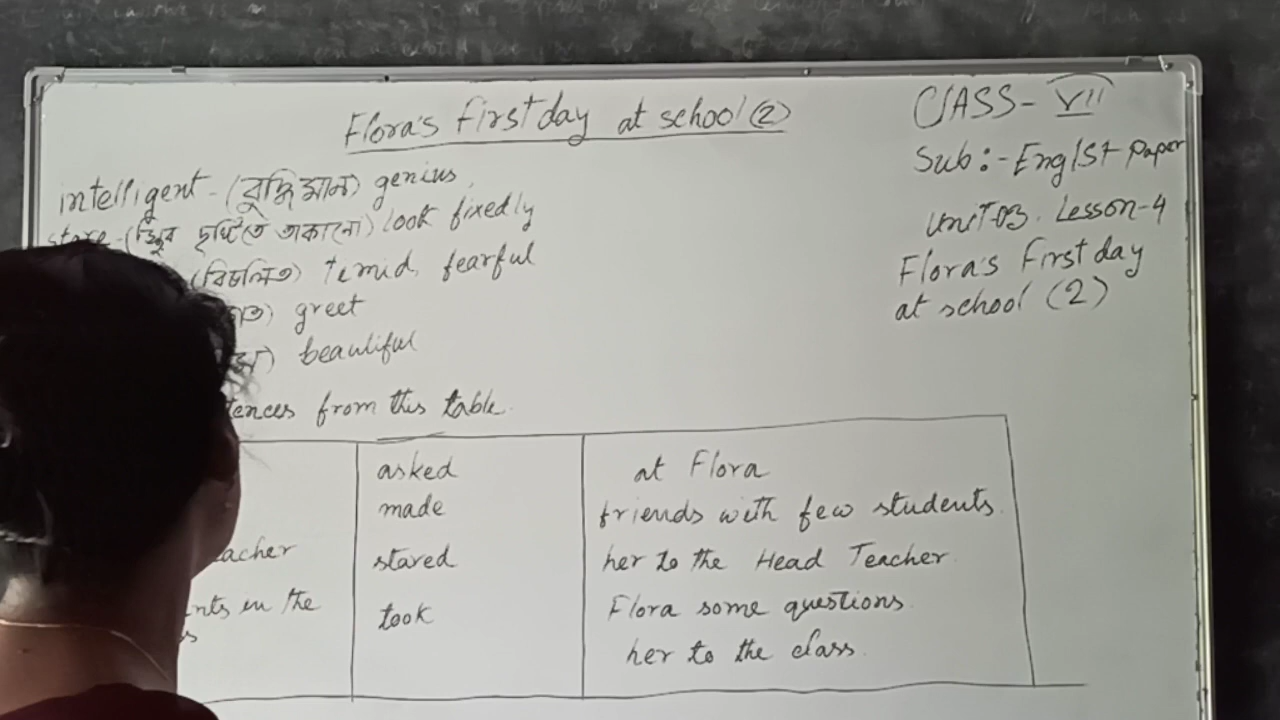 Flora's first day at school (2)
CLASS- VII
Sub:- Engl1St Paper
Unit 03. Lesson-4
Flora's First day
at school (2)
intelligent - (বুদ্ধিমান) genius,
stare - (স্থির দৃষ্টিতে তাকানো) look fixedly
(বিচলিত) temid, fearful
greet
beautiful
tences from this table.
asked
at Flora
made
friends with few students.
eacher
stared
her to the Head Teacher.
nts in the
took
Flora some questions.
her to the class.